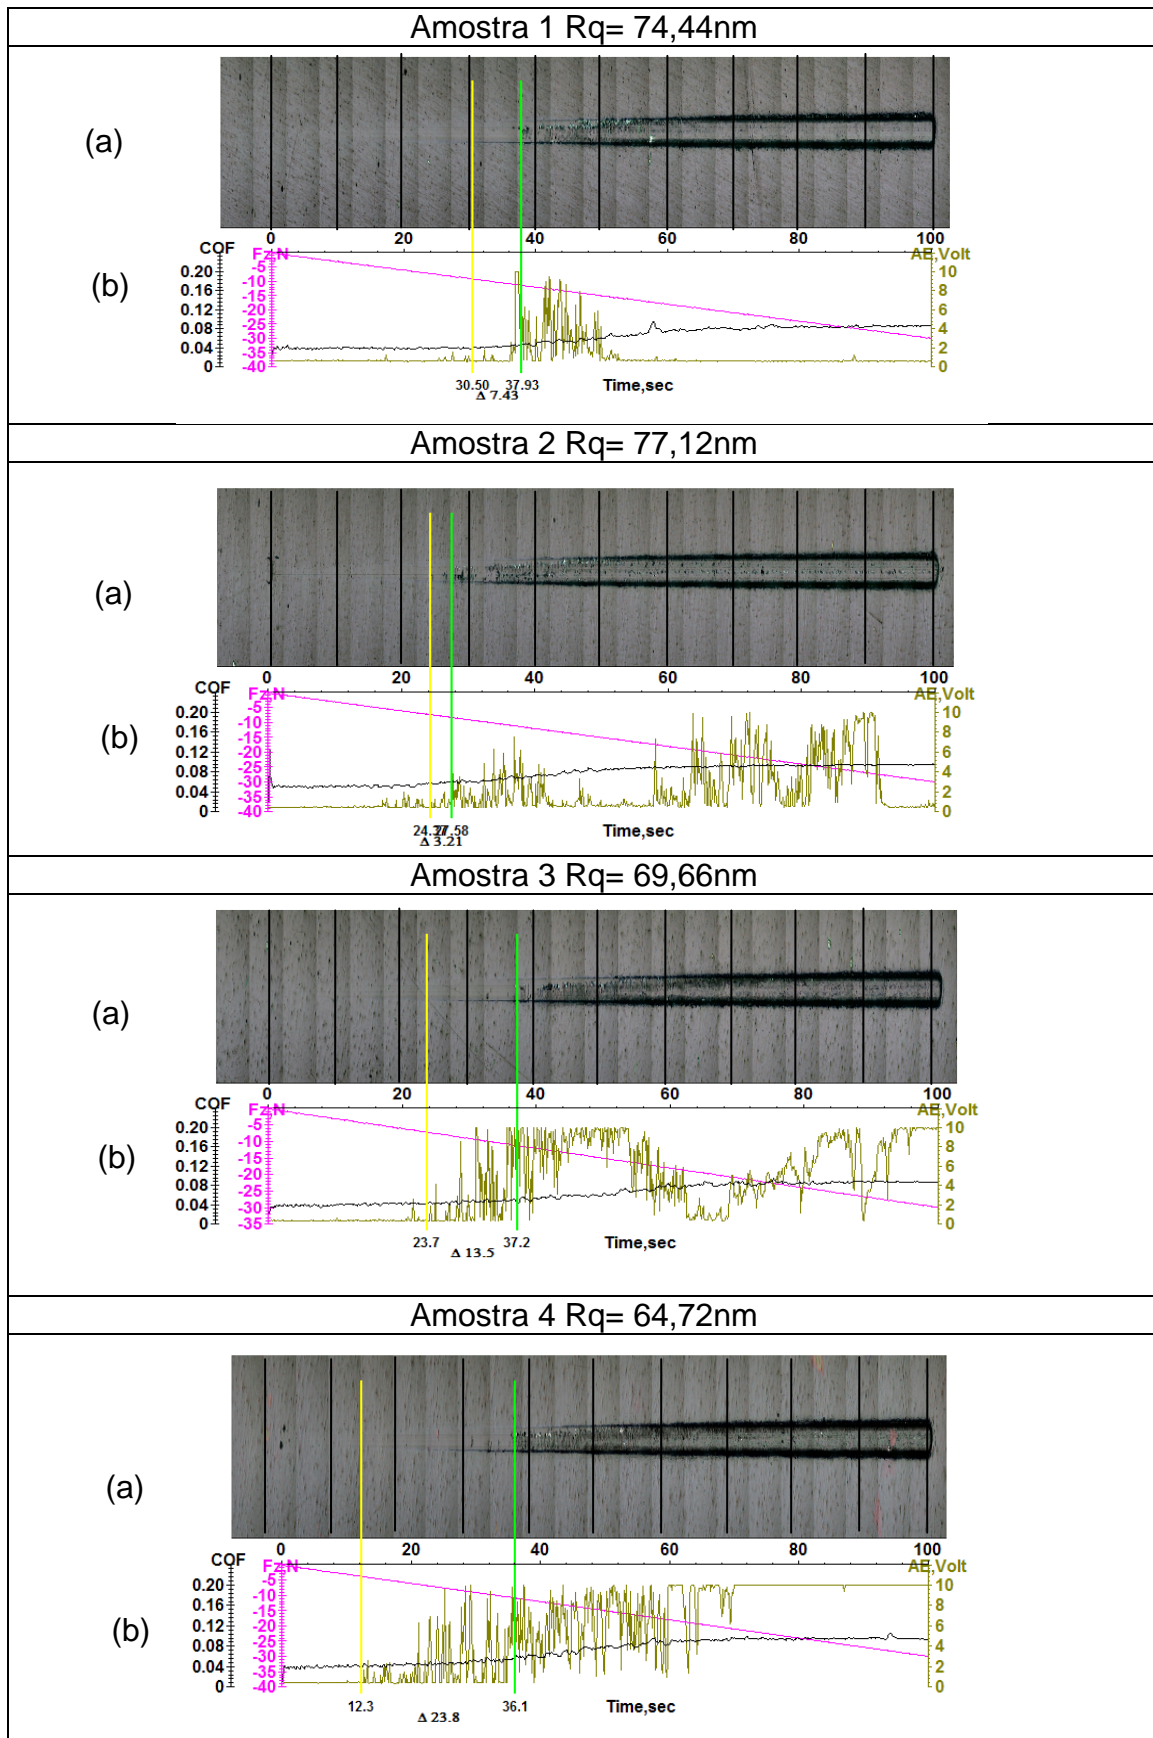 Amostra 1 Rq= 74,44nm
(a)
0 20 40 60 80 100
COF Fz,N AE,Volt
(b)
0.20 -5 10
0.16 -10 8
0.12 -15 6
0.08 -20 4
0.04 -25 2
0 -30 0
-35
-40
30.50 37.93 Time,sec
Δ 7.43
Amostra 2 Rq= 77,12nm
(a)
0 20 40 60 80 100
COF Fz,N AE,Volt
(b)
0.20 -5 10
0.16 -10 8
0.12 -15 6
0.08 -20 4
0.04 -25 2
0 -30 0
-35
-40
27.58 Time,sec
Δ 3.21
Amostra 3 Rq= 69,66nm
(a)
0 20 40 60 80 100
COF Fz,N AE,Volt
(b)
0.20 -5 10
0.16 -10 8
0.12 -15 6
0.08 -20 4
0.04 -25 2
0 -30 0
-35
23.7 37.2 Time,sec
Δ 13.5
Amostra 4 Rq= 64,72nm
(a)
0 20 40 60 80 100
COF Fz,N AE,Volt
(b)
0.20 -5 10
0.16 -10 8
0.12 -15 6
0.08 -20 4
0.04 -25 2
0 -30 0
-35
-40
12.3 36.1 Time,sec
Δ 23.8